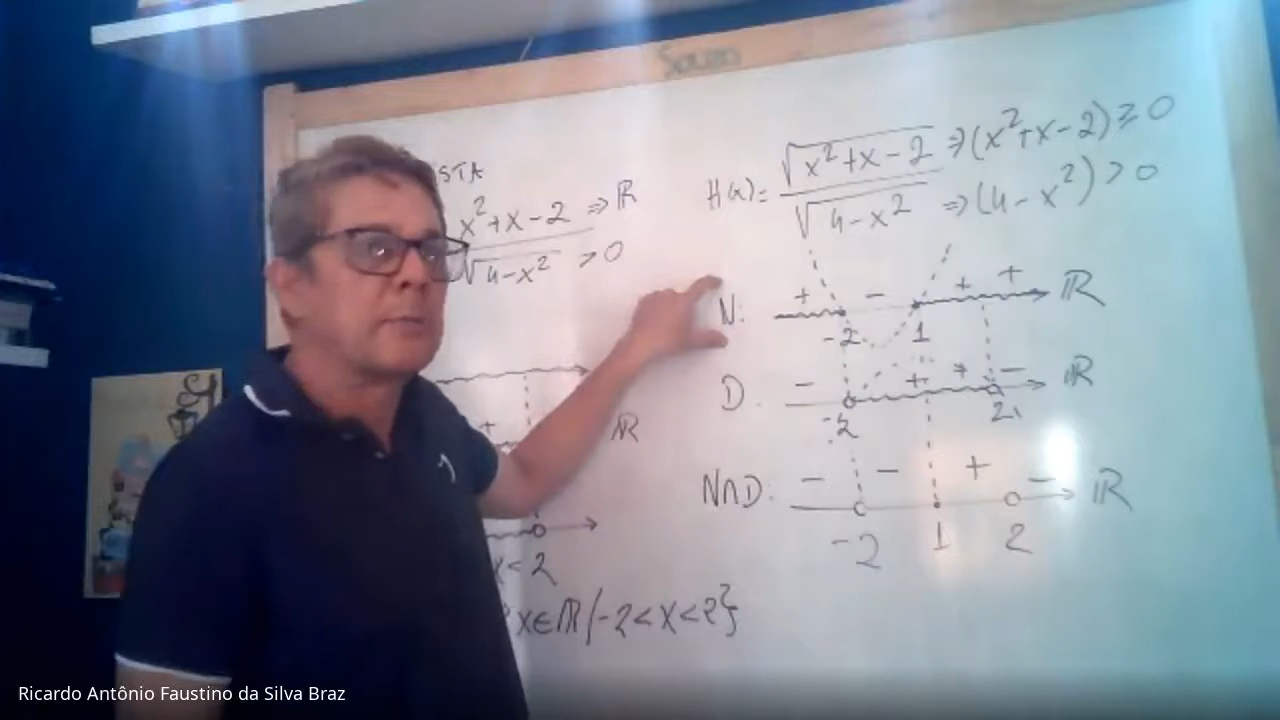 Souza
STA
x²+x-2 ⇒ ℝ
√4-x² > 0
ℝ
+
x<2
x∈ℝ/-2<x<2}
H(x)= √x²+x-2 ⇒ (x²+x-2) ≥ 0
√4-x² ⇒ (4-x²) > 0
N: + - + + ℝ
-2 1
D: - + + - ℝ
-2 2
N∩D: - - + - ℝ
-2 1 2
Ricardo Antônio Faustino da Silva Braz